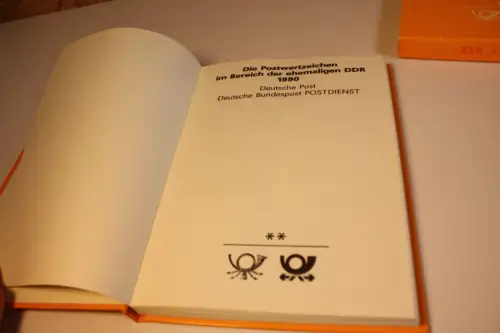 Die Postwertzeichen
im Bereich der ehemaligen DDR
1990
Deutsche Post
Deutsche Bundespost POSTDIENST
**